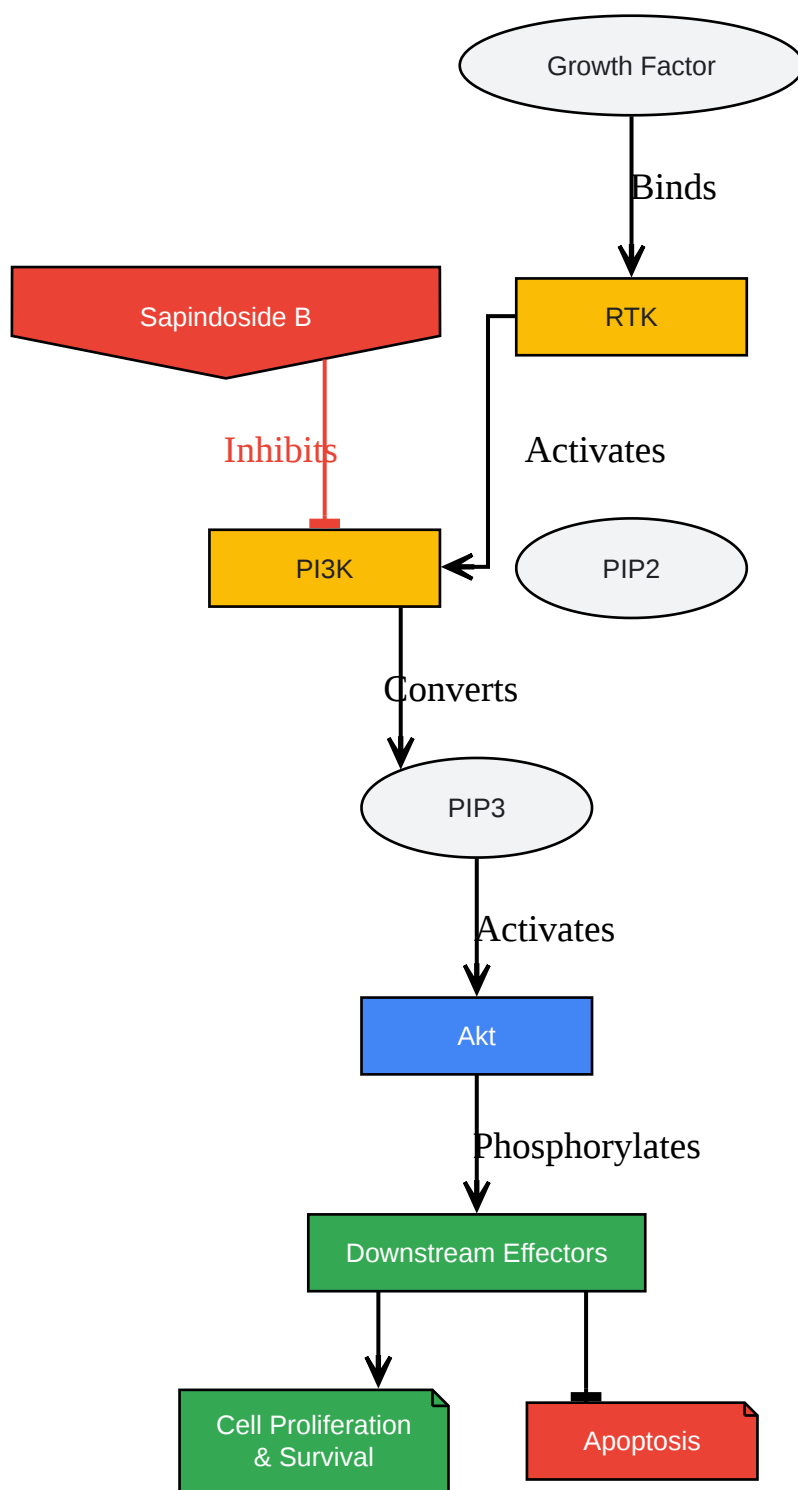 Growth Factor
Binds
Sapindoside B
RTK
Inhibits
Activates
PI3K
PIP2
Converts
PIP3
Activates
Akt
Phosphorylates
Downstream Effectors
Cell Proliferation
& Survival
Apoptosis